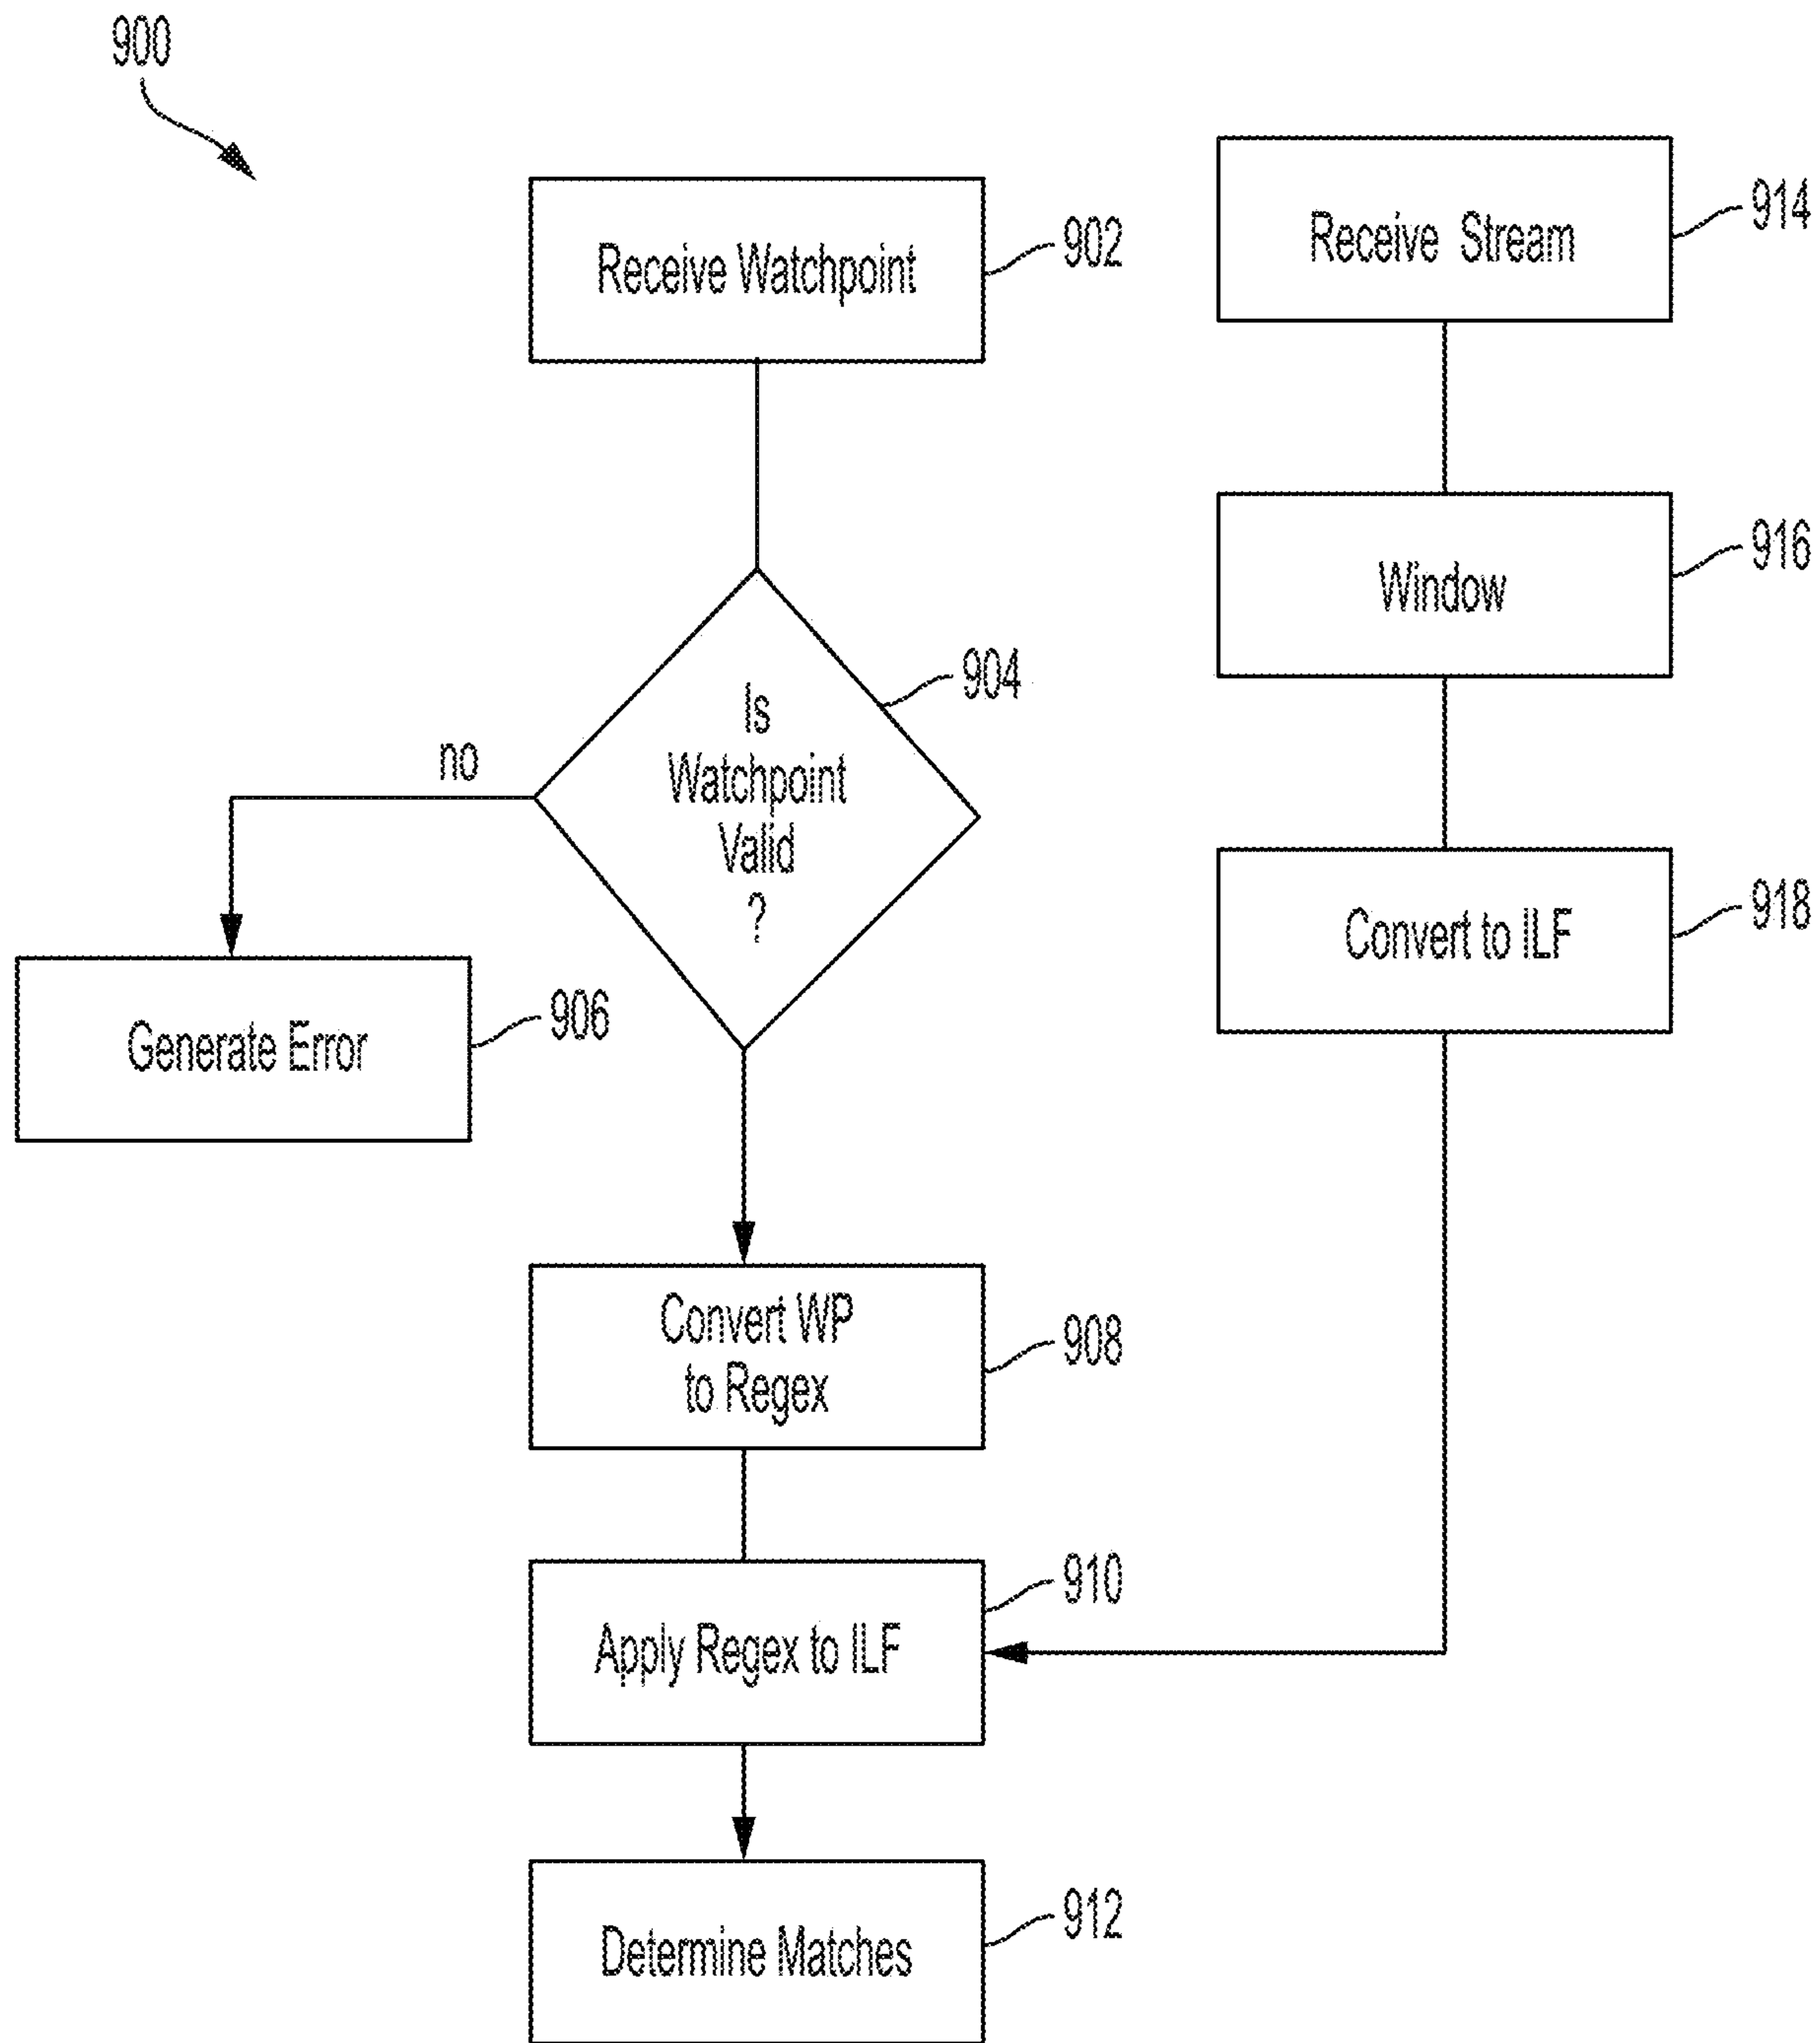 900
Receive Watchpoint
902
Is
Watchpoint
Valid
?
904
no
Generate Error
906
Convert WP
to Regex
908
Apply Regex to ILF
910
Determine Matches
912
Receive Stream
914
Window
916
Convert to ILF
918